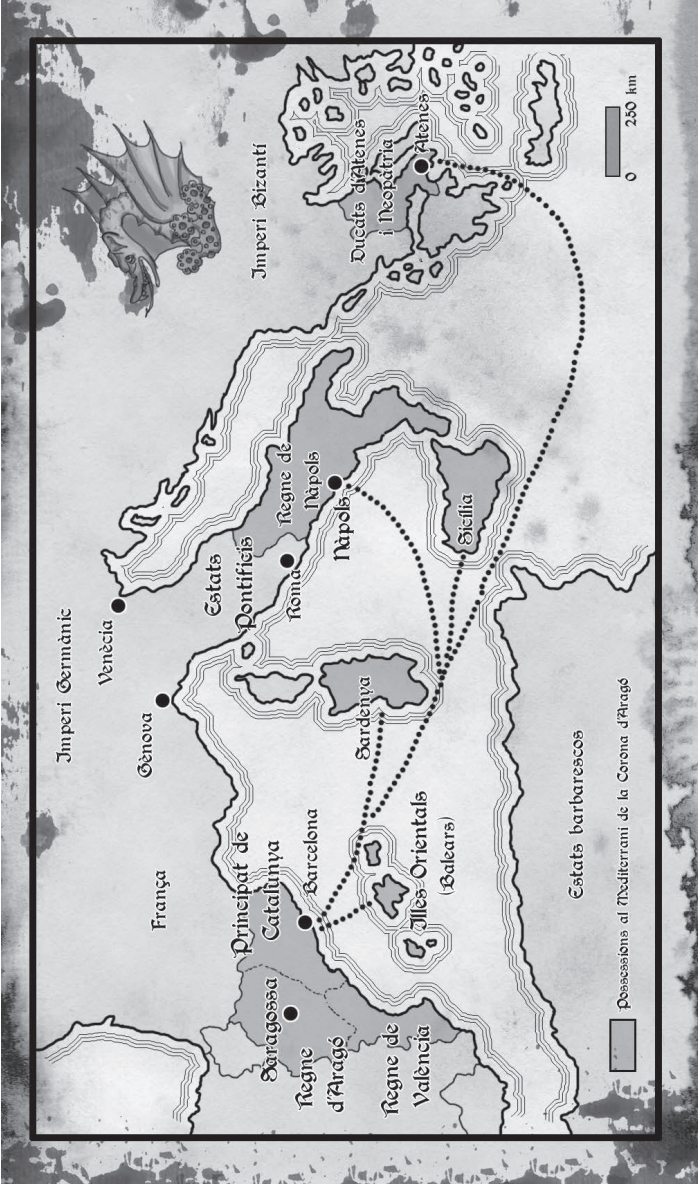 Imperi Germànic
França
Gènova
Venècia
Imperi Bizantí
Principat de
Catalunya
Barcelona
Saragossa
Regne
d'Aragó
Regne de
València
Illes Orientals
(Balears)
Sardenya
Estats
Pontificis
Roma
Regne de
Nàpols
Nàpols
Sicília
Ducats d'Atenes
i Neopàtria
Atenes
Estats barbarescos
Possessions al Mediterrani de la Corona d'Aragó
0 250 km